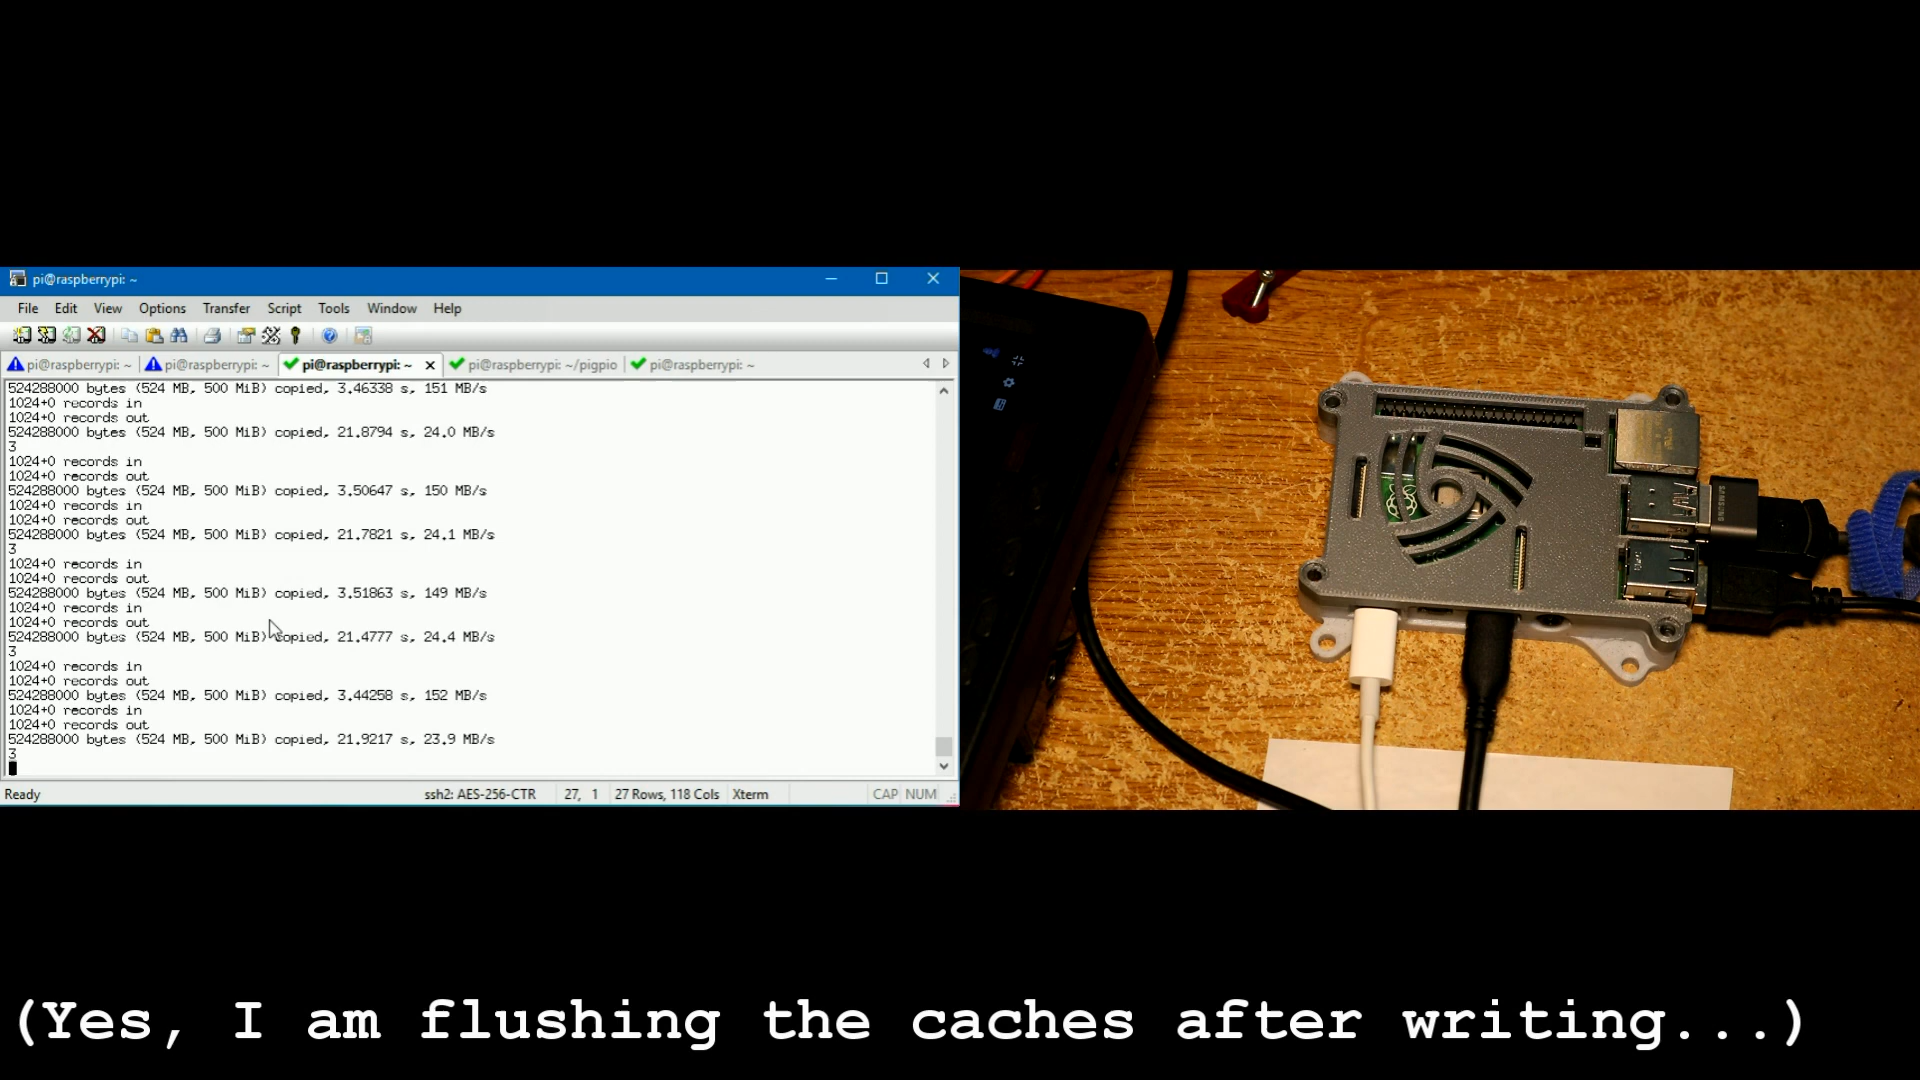 pi@raspberrypi: ~
File Edit View Options Transfer Script Tools Window Help
pi@raspberrypi: ~ pi@raspberrypi: ~ pi@raspberrypi: ~ pi@raspberrypi: ~/pigpio pi@raspberrypi: ~
524288000 bytes (524 MB, 500 MiB) copied, 3.46338 s, 151 MB/s
1024+0 records in
1024+0 records out
524288000 bytes (524 MB, 500 MiB) copied, 21.8794 s, 24.0 MB/s
3
1024+0 records in
1024+0 records out
524288000 bytes (524 MB, 500 MiB) copied, 3.50647 s, 150 MB/s
1024+0 records in
1024+0 records out
524288000 bytes (524 MB, 500 MiB) copied, 21.7821 s, 24.1 MB/s
3
1024+0 records in
1024+0 records out
524288000 bytes (524 MB, 500 MiB) copied, 3.51863 s, 149 MB/s
1024+0 records in
1024+0 records out
524288000 bytes (524 MB, 500 MiB) copied, 21.4777 s, 24.4 MB/s
3
1024+0 records in
1024+0 records out
524288000 bytes (524 MB, 500 MiB) copied, 3.44258 s, 152 MB/s
1024+0 records in
1024+0 records out
524288000 bytes (524 MB, 500 MiB) copied, 21.9217 s, 23.9 MB/s
3
Ready ssh2: AES-256-CTR 27, 1 27 Rows, 118 Cols Xterm CAP NUM
SAMSUNG
(Yes, I am flushing the caches after writing...)